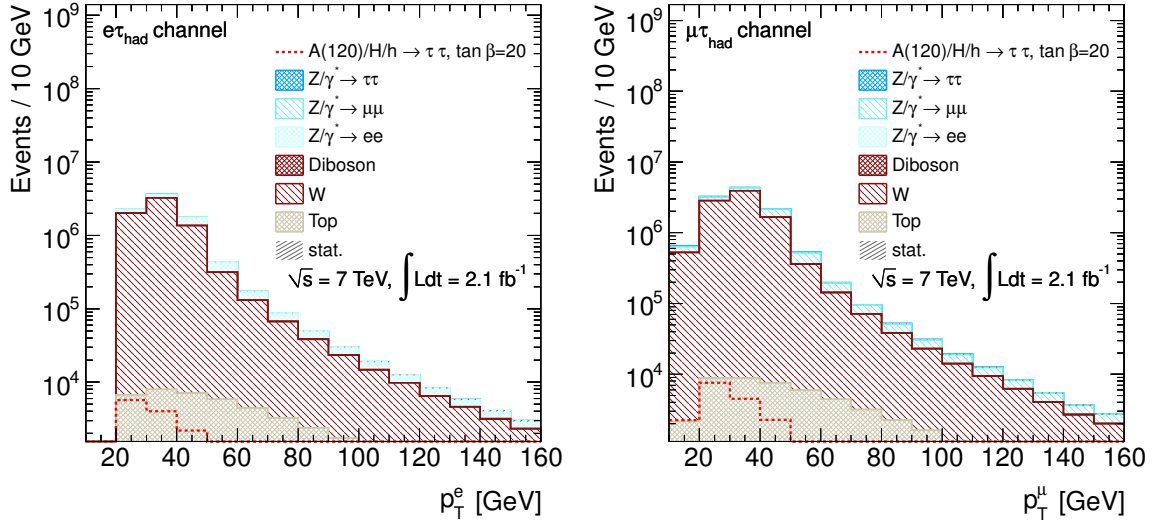 eτhad channel
A(120)/H/h→ τ τ, tan β=20
Z/γ*→ ττ
Z/γ*→ μμ
Z/γ*→ ee
Diboson
W
Top
stat.
√s = 7 TeV, ∫Ldt = 2.1 fb⁻¹
Events / 10 GeV
10⁹
10⁸
10⁷
10⁶
10⁵
10⁴
20 40 60 80 100 120 140 160
p_T^e [GeV]
μτhad channel
A(120)/H/h→ τ τ, tan β=20
Z/γ*→ ττ
Z/γ*→ μμ
Z/γ*→ ee
Diboson
W
Top
stat.
√s = 7 TeV, ∫Ldt = 2.1 fb⁻¹
Events / 10 GeV
10⁹
10⁸
10⁷
10⁶
10⁵
10⁴
20 40 60 80 100 120 140 160
p_T^μ [GeV]